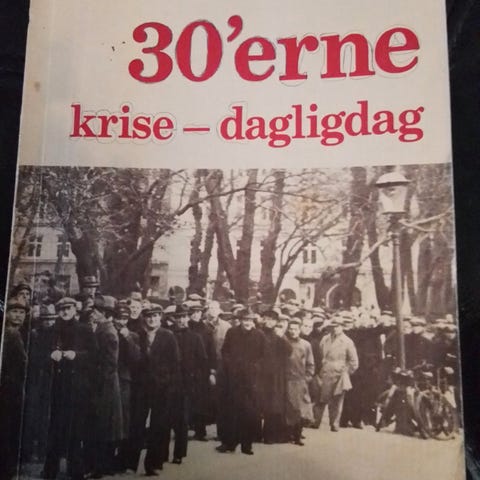 30'erne
krise – dagligdag